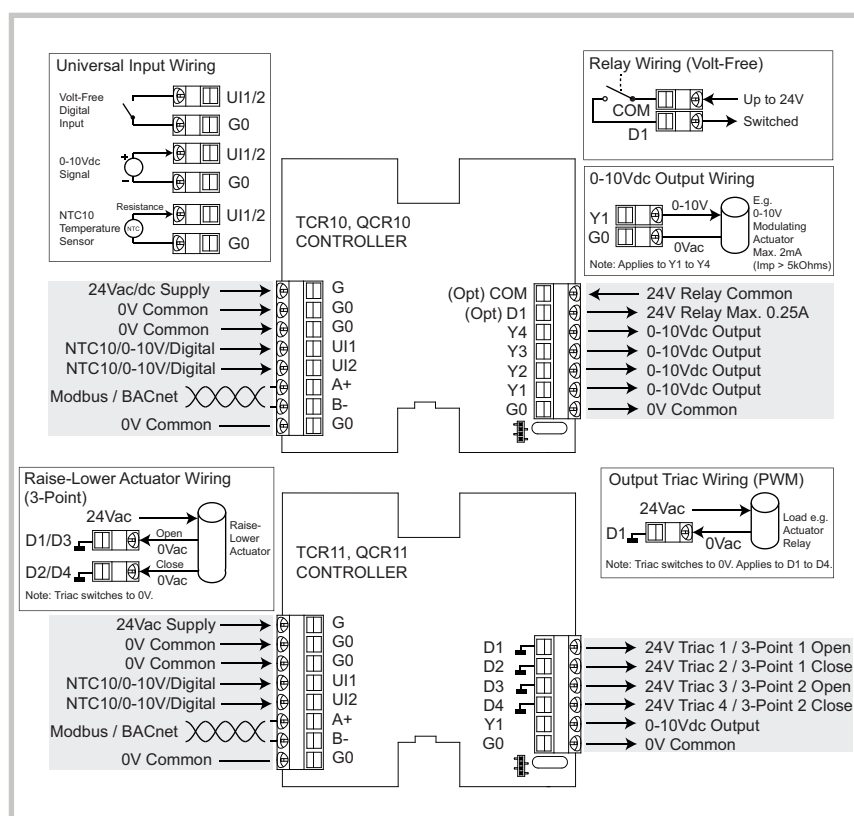 Universal Input Wiring
Volt-Free
Digital
Input
UI1/2
G0
0-10Vdc
Signal
+
-
UI1/2
G0
NTC10
Temperature
Sensor
Resistance
NTC
UI1/2
G0
Relay Wiring (Volt-Free)
COM
D1
Up to 24V
Switched
0-10Vdc Output Wiring
Y1
G0
0-10V
0Vac
E.g.
0-10V
Modulating
Actuator
Max. 2mA
(Imp > 5kOhms)
Note: Applies to Y1 to Y4
TCR10, QCR10
CONTROLLER
24Vac/dc Supply G
0V Common G0
0V Common G0
NTC10/0-10V/Digital UI1
NTC10/0-10V/Digital UI2
Modbus / BACnet
A+
B-
0V Common G0
(Opt) COM 24V Relay Common
(Opt) D1 24V Relay Max. 0.25A
Y4 0-10Vdc Output
Y3 0-10Vdc Output
Y2 0-10Vdc Output
Y1 0-10Vdc Output
G0 0V Common
Raise-Lower Actuator Wiring
(3-Point)
24Vac
D1/D3
Open
0Vac
D2/D4
Close
0Vac
Raise-
Lower
Actuator
Note: Triac switches to 0V.
Output Triac Wiring (PWM)
24Vac
D1
0Vac
Load e.g.
Actuator
Relay
Note: Triac switches to 0V. Applies to D1 to D4.
TCR11, QCR11
CONTROLLER
24Vac Supply G
0V Common G0
0V Common G0
NTC10/0-10V/Digital UI1
NTC10/0-10V/Digital UI2
Modbus / BACnet
A+
B-
0V Common G0
D1 24V Triac 1 / 3-Point 1 Open
D2 24V Triac 2 / 3-Point 1 Close
D3 24V Triac 3 / 3-Point 2 Open
D4 24V Triac 4 / 3-Point 2 Close
Y1 0-10Vdc Output
G0 0V Common